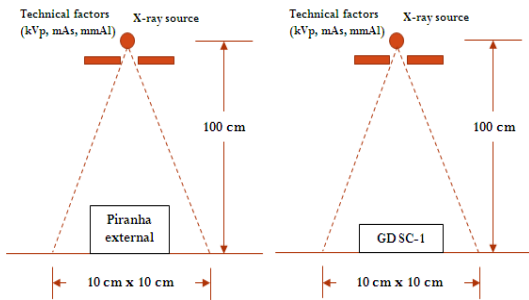 Technical factors
(kVp, mAs, mmAl)
X-ray source
100 cm
Piranha
external
10 cm x 10 cm
Technical factors
(kVp, mAs, mmAl)
X-ray source
100 cm
GD SC-1
10 cm x 10 cm